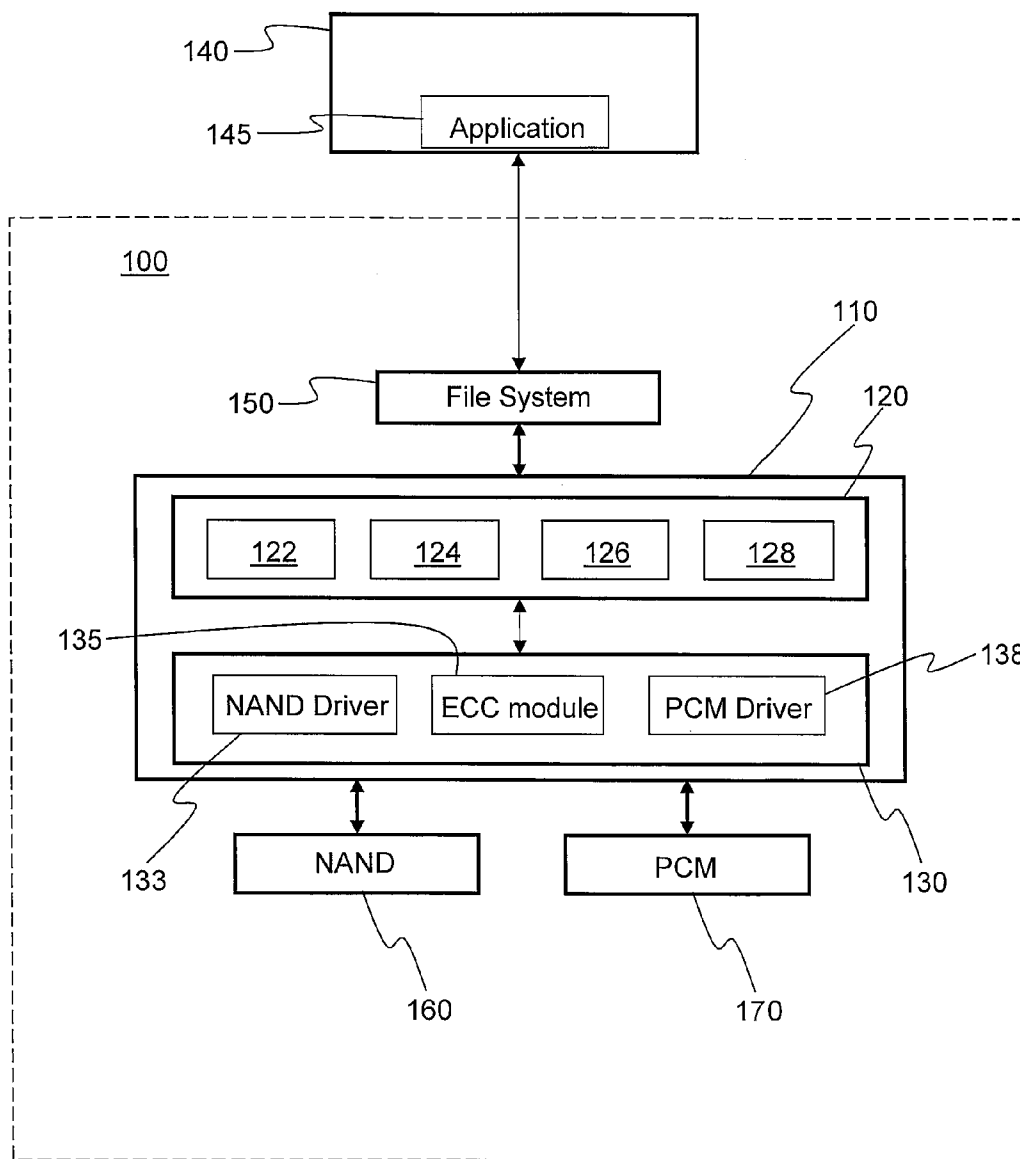 140
145
Application
100
110
150
File System
120
122 124 126 128
135
138
NAND Driver ECC module PCM Driver
NAND PCM
133
130
160
170